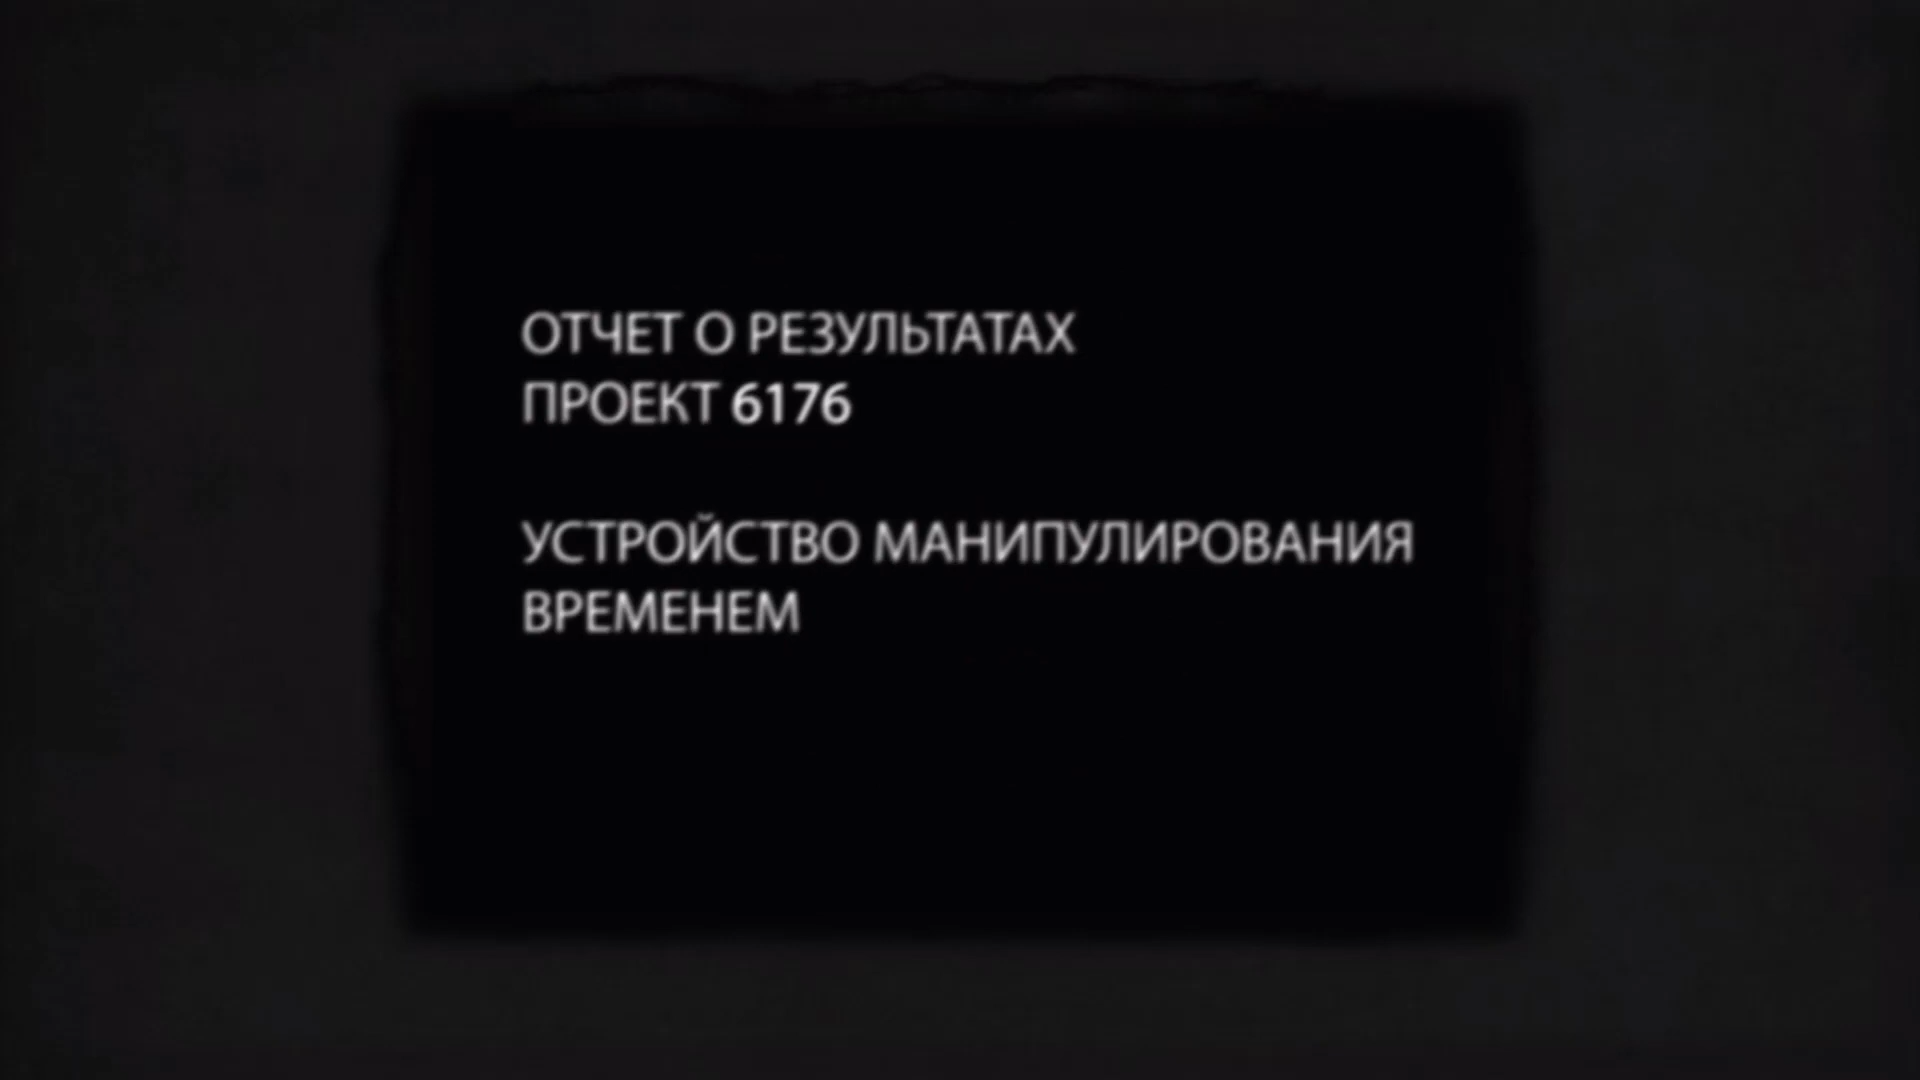 ОТЧЕТ О РЕЗУЛЬТАТАХ
ПРОЕКТ 6176
УСТРОЙСТВО МАНИПУЛИРОВАНИЯ
ВРЕМЕНЕМ